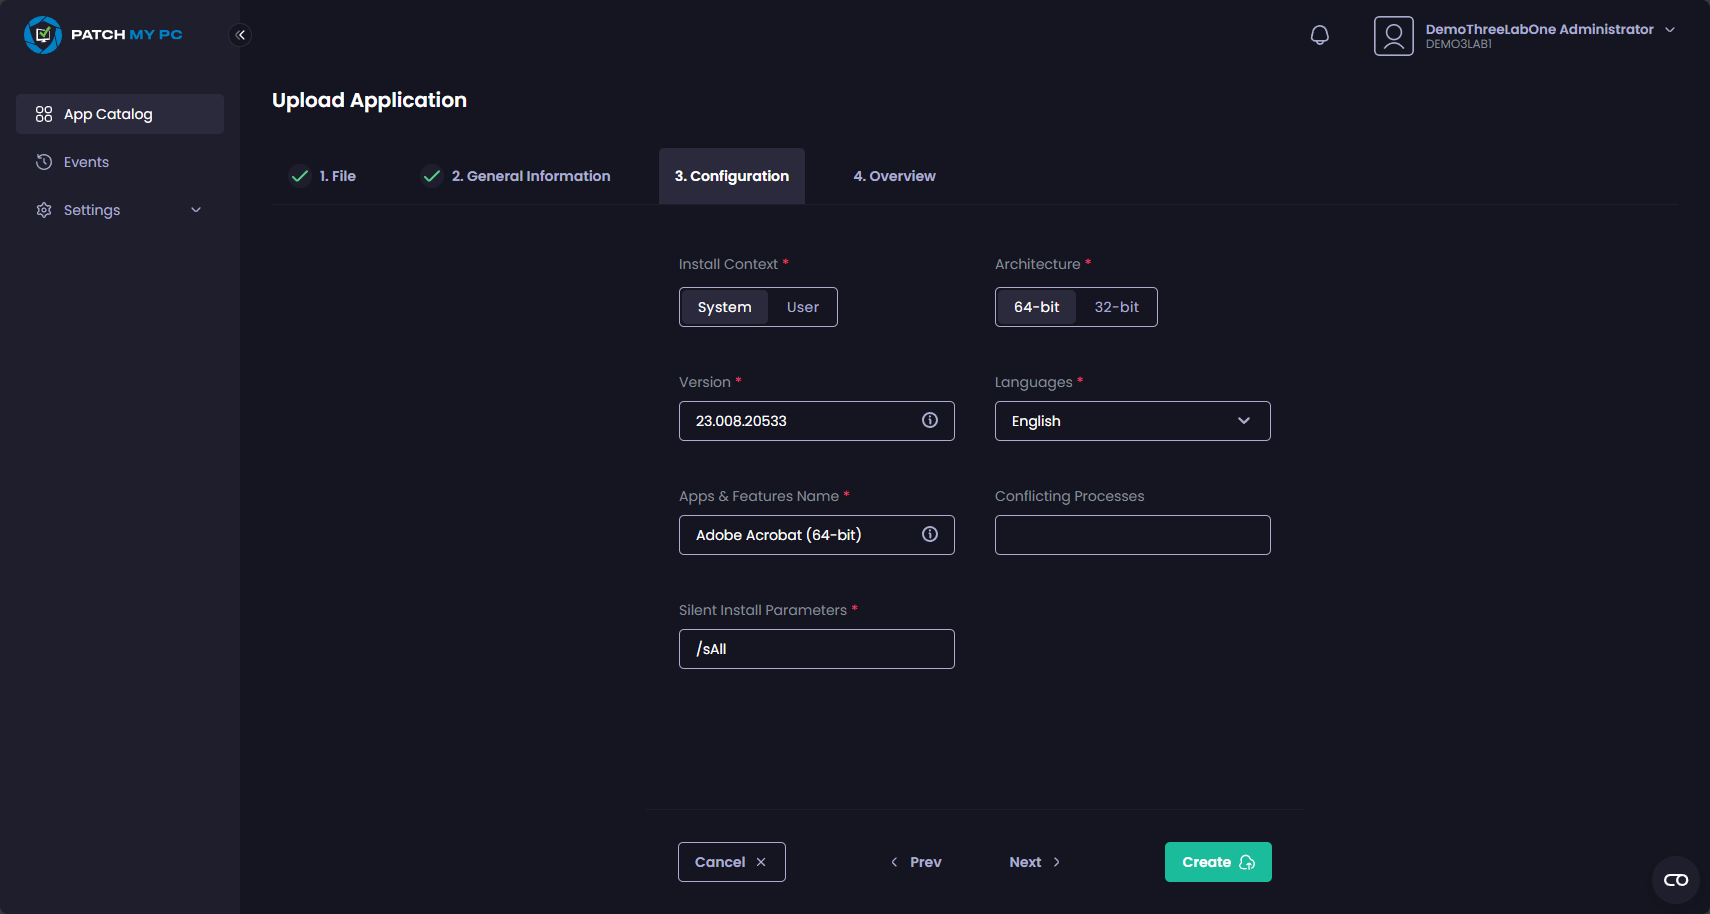 PATCH MY PC
DemoThreeLabOne Administrator
DEMO3LAB1
App Catalog
Events
Settings
Upload Application
1. File
2. General Information
3. Configuration
4. Overview
Install Context *
Architecture *
System User
64-bit 32-bit
Version *
Languages *
23.008.20533
English
Apps & Features Name *
Conflicting Processes
Adobe Acrobat (64-bit)
Silent Install Parameters *
/sAll
Cancel
Prev
Next
Create